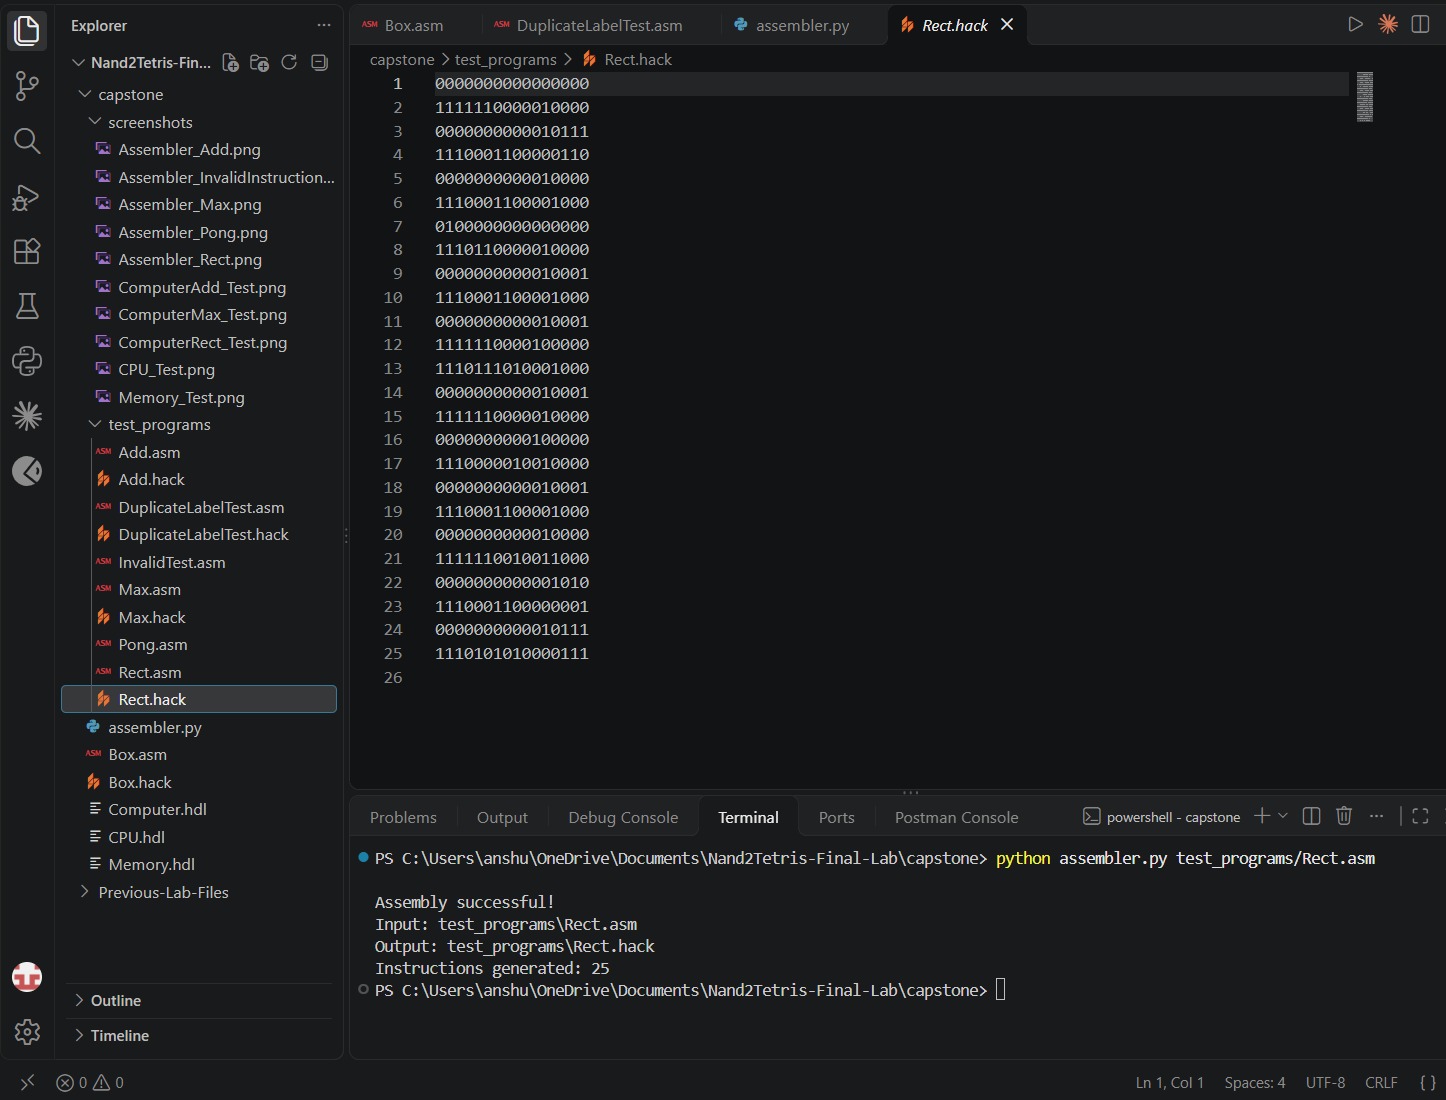 Explorer
Nand2Tetris-Fin...
capstone
screenshots
Assembler_Add.png
Assembler_InvalidInstruction...
Assembler_Max.png
Assembler_Pong.png
Assembler_Rect.png
ComputerAdd_Test.png
ComputerMax_Test.png
ComputerRect_Test.png
CPU_Test.png
Memory_Test.png
test_programs
ASM Add.asm
Add.hack
ASM DuplicateLabelTest.asm
DuplicateLabelTest.hack
ASM InvalidTest.asm
ASM Max.asm
Max.hack
ASM Pong.asm
ASM Rect.asm
Rect.hack
assembler.py
ASM Box.asm
Box.hack
Computer.hdl
CPU.hdl
Memory.hdl
Previous-Lab-Files
Outline
Timeline
ASM Box.asm ASM DuplicateLabelTest.asm assembler.py Rect.hack
capstone > test_programs > Rect.hack
1 0000000000000000
2 1111110000010000
3 0000000000010111
4 1110001100000110
5 0000000000010000
6 1110001100001000
7 0100000000000000
8 1110110000010000
9 0000000000010001
10 1110001100001000
11 0000000000010001
12 1111110000100000
13 1110111010001000
14 0000000000010001
15 1111110000010000
16 0000000000100000
17 1110000010010000
18 0000000000010001
19 1110001100001000
20 0000000000010000
21 1111110010011000
22 0000000000001010
23 1110001100000001
24 0000000000010111
25 1110101010000111
26
Problems Output Debug Console Terminal Ports Postman Console powershell - capstone
PS C:\Users\anshu\OneDrive\Documents\Nand2Tetris-Final-Lab\capstone> python assembler.py test_programs/Rect.asm
Assembly successful!
Input: test_programs\Rect.asm
Output: test_programs\Rect.hack
Instructions generated: 25
PS C:\Users\anshu\OneDrive\Documents\Nand2Tetris-Final-Lab\capstone>
0 0 Ln 1, Col 1 Spaces: 4 UTF-8 CRLF { }